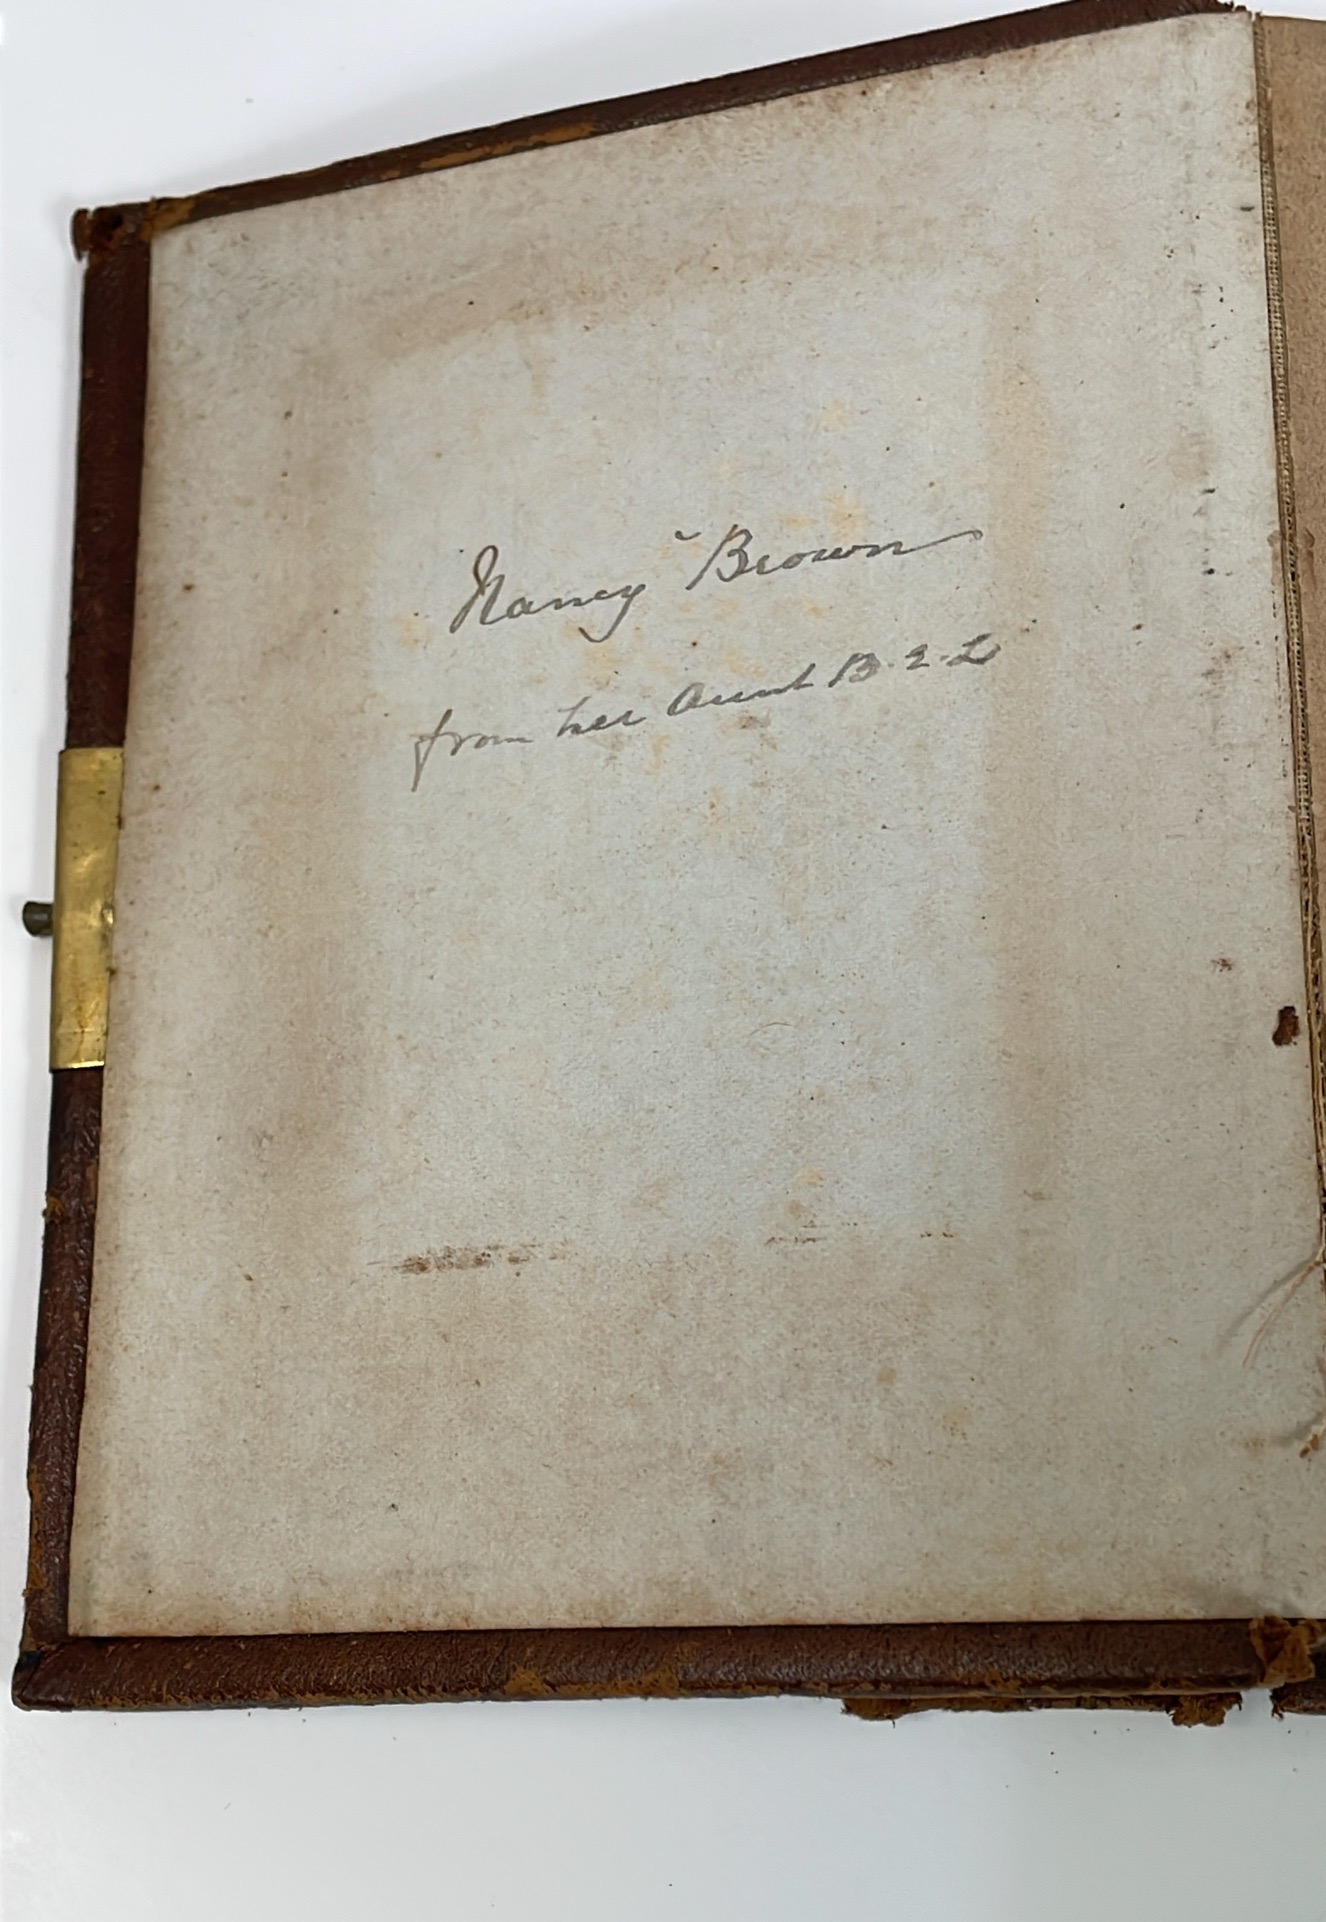 Nancy Brown
from her Aunt B. E. L